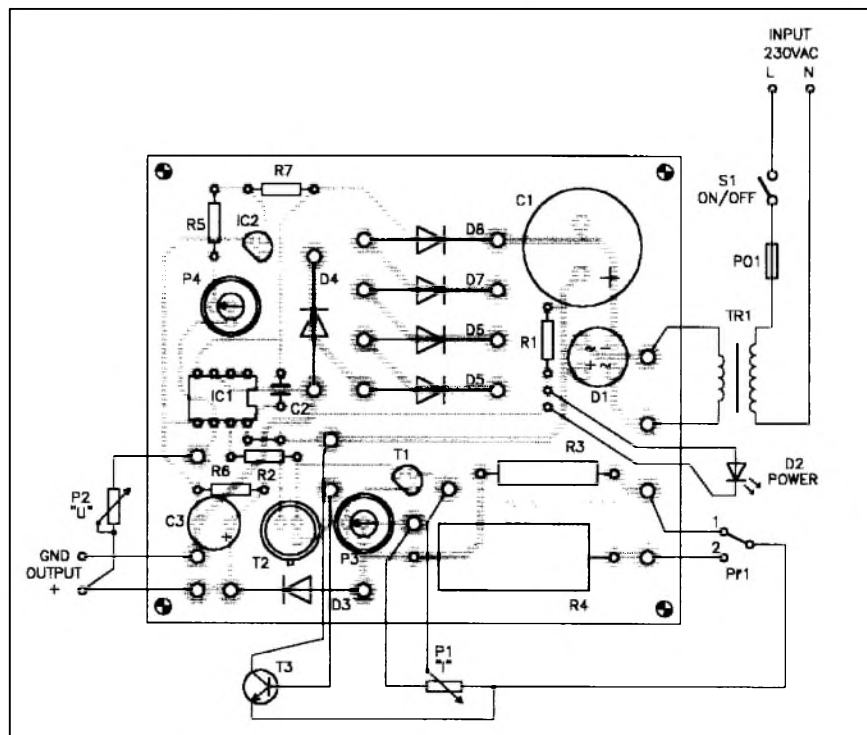 INPUT
230VAC
L N
S1
ON/OFF
PO1
TR1
R7
C1
R5
IC2
D8
P4
D4
D7
D6
R1
D5
D1
~ -
+ ~
IC1
C2
R3
T1
D2
POWER
R6
R2
P2
"U"
C3
+
T2
P3
1
2
Pr1
GND
OUTPUT
+
D3
R4
T3
P1
"I"